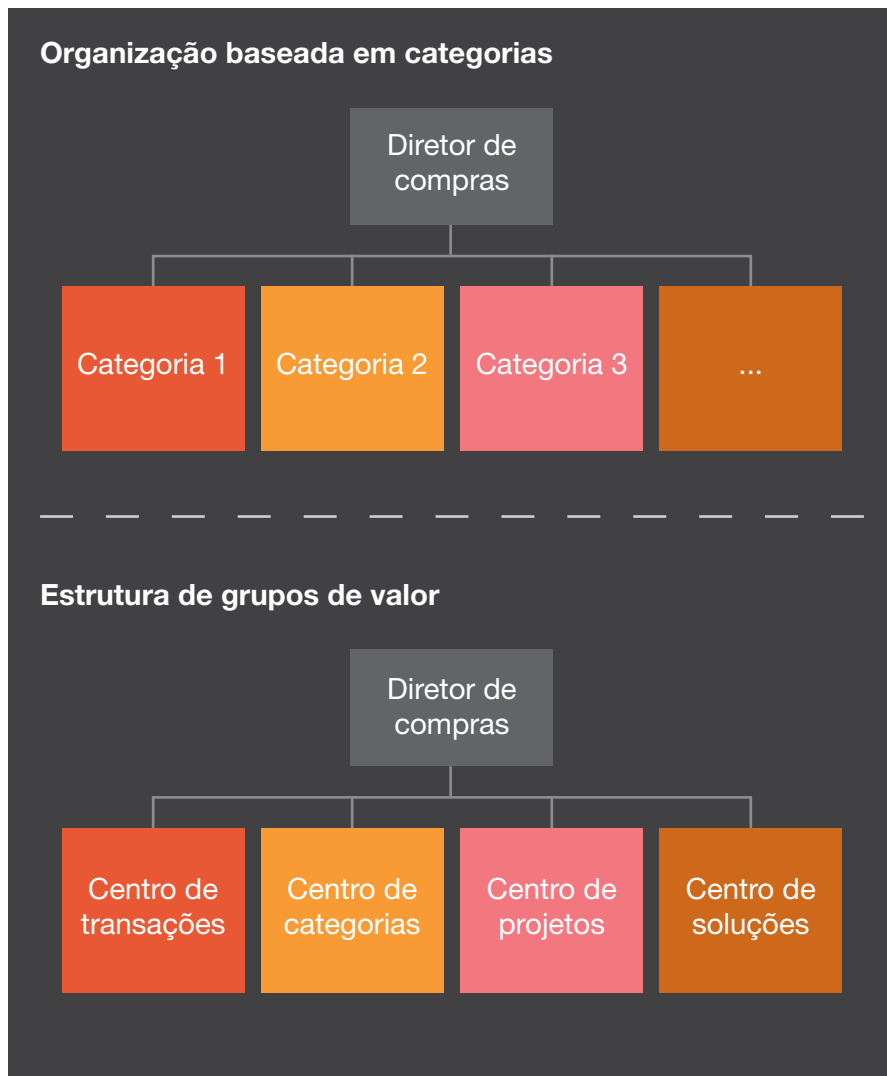 Organização baseada em categorias
Diretor de
compras
Categoria 1
Categoria 2
Categoria 3
...
Estrutura de grupos de valor
Diretor de
compras
Centro de
transações
Centro de
categorias
Centro de
projetos
Centro de
soluções